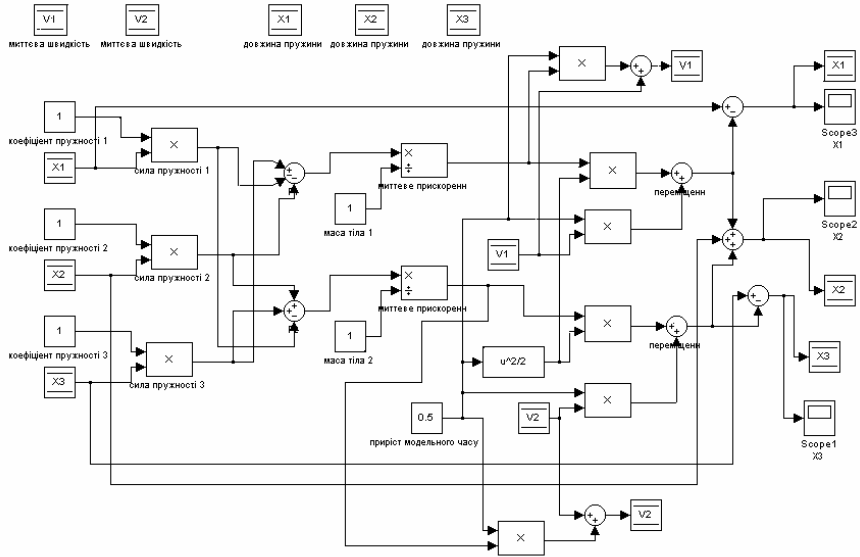 V1 V2 X1 X2 X3
миттєва швидкість миттєва швидкість довжина пружини довжина пружини довжина пружини
V1
X1
1
коефіцієнт пружності 1
X1
сила пружності 1
Scope3
X1
1
маса тіла 1
миттєве прискоренн
переміщенн
1
коефіцієнт пружності 2
X2
сила пружності 2
V1
Scope2
X2
X2
1
маса тіла 2
миттєве прискоренн
переміщенн
1
коефіцієнт пружності 3
X3
сила пружності 3
u^2/2
X3
0.5
приріст модельного часу
V2
Scope1
X3
V2